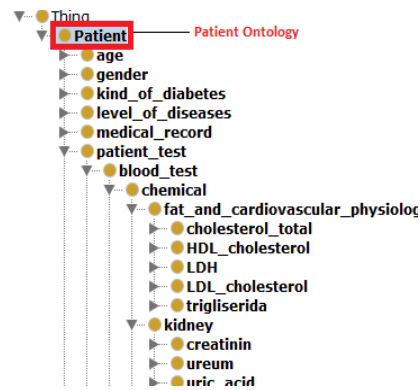 Thing
Patient Patient Ontology
age
gender
kind_of_diabetes
level_of_diseases
medical_record
patient_test
blood_test
chemical
fat_and_cardiovascular_physiolog
cholesterol_total
HDL_cholesterol
LDH
LDL_cholesterol
trigliserida
kidney
creatinin
ureum
uric_acid